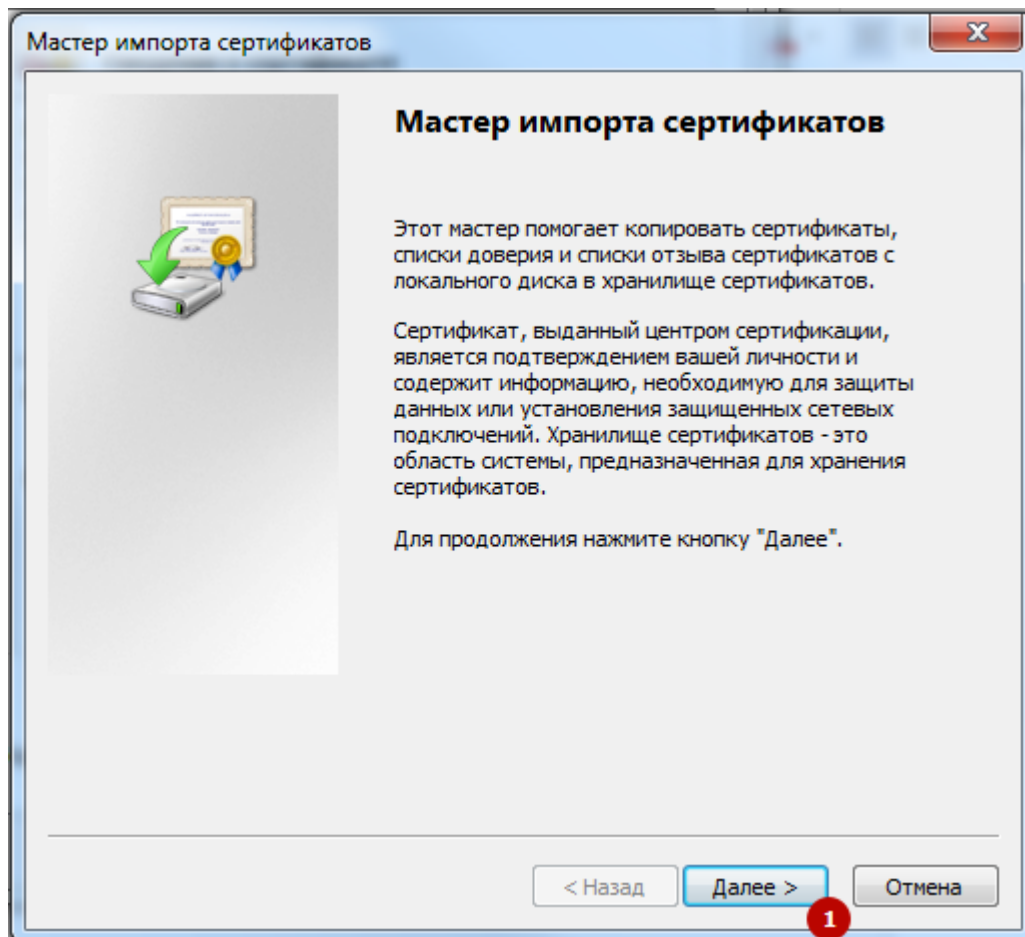 Мастер импорта сертификатов
Мастер импорта сертификатов
Этот мастер помогает копировать сертификаты,
списки доверия и списки отзыва сертификатов с
локального диска в хранилище сертификатов.
Сертификат, выданный центром сертификации,
является подтверждением вашей личности и
содержит информацию, необходимую для защиты
данных или установления защищенных сетевых
подключений. Хранилище сертификатов - это
область системы, предназначенная для хранения
сертификатов.
Для продолжения нажмите кнопку "Далее".
< Назад
Далее >
Отмена
1